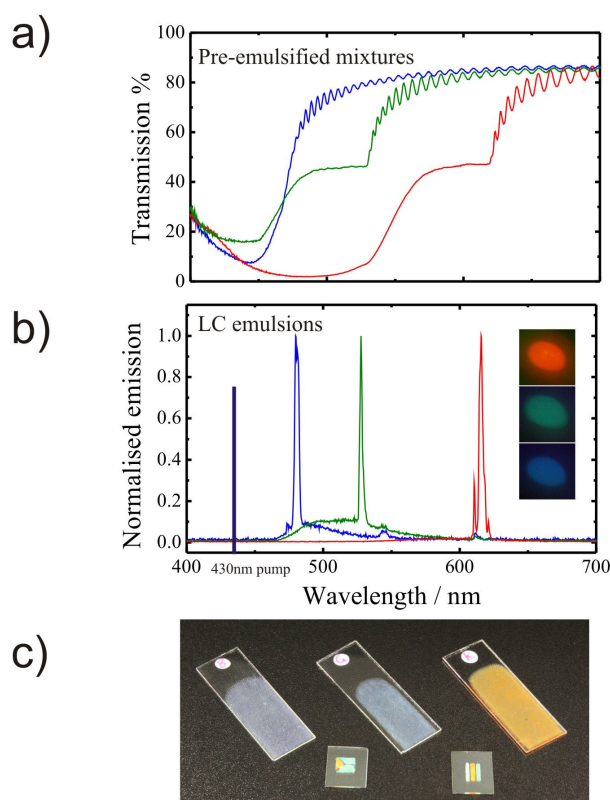 a)
Pre-emulsified mixtures
Transmission %
100
80
60
40
20
0
b)
LC emulsions
Normalised emission
1.0
0.8
0.6
0.4
0.2
0.0
400
430nm pump
500
600
700
Wavelength / nm
c)